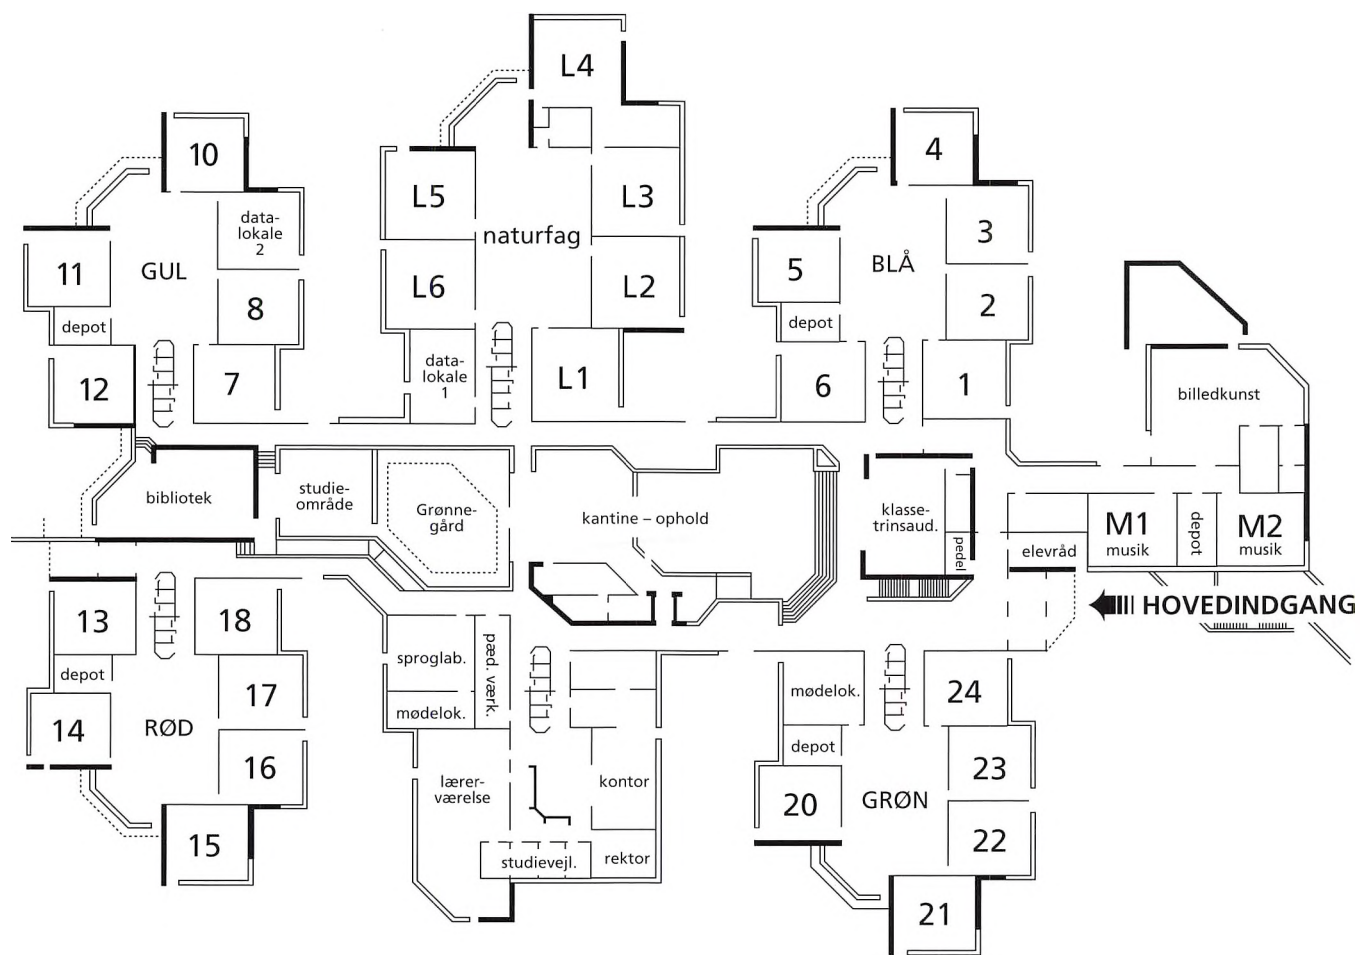 L4
10
data-
lokale
2
11
GUL
8
depot
12
7
L5
L3
naturfag
L6
L2
data-
lokale
1
L1
4
3
5
BLÅ
2
depot
6
1
billedkunst
bibliotek
studie-
område
Grønne-
gård
kantine – ophold
klasse-
trinsaud.
pedel
elevråd
M1
musik
depot
M2
musik
HOVEDINDGANG
13
18
depot
17
14
RØD
16
15
sproglab.
pæd. værk.
mødelok.
lærer-
værelse
kontor
studievejl.
rektor
mødelok.
24
depot
23
20
GRØN
22
21